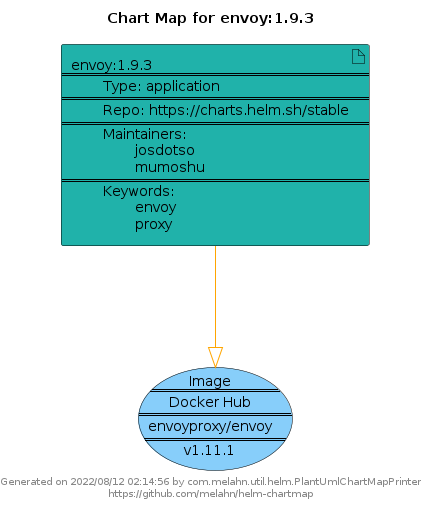 Chart Map for envoy:1.9.3
envoy:1.9.3
Type: application
Repo: https://charts.helm.sh/stable
Maintainers:
josdotso
mumoshu
Keywords:
envoy
proxy
Image
Docker Hub
envoyproxy/envoy
v1.11.1
Generated on 2022/08/12 02:14:56 by com.melahn.util.helm.PlantUmlChartMapPrinter
https://github.com/melahn/helm-chartmap